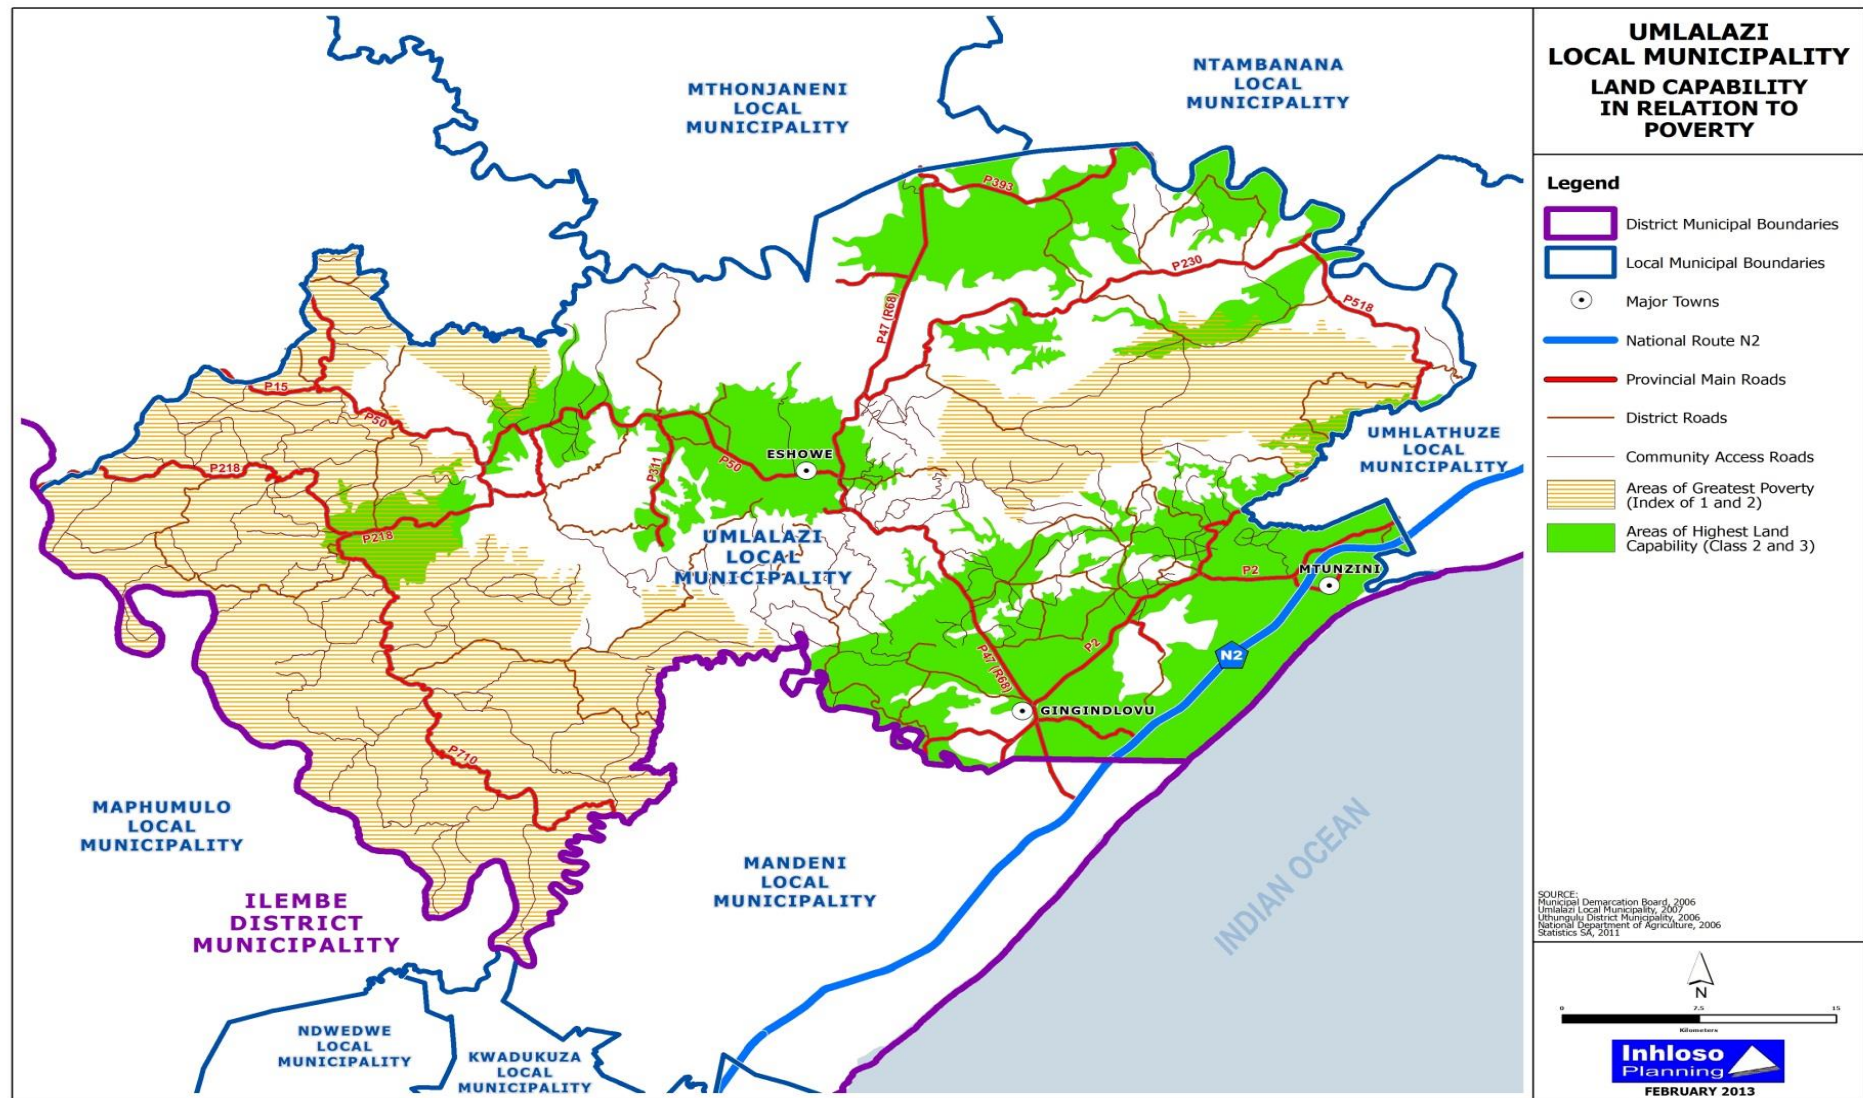 UMLALAZI
LOCAL MUNICIPALITY
LAND CAPABILITY
IN RELATION TO
POVERTY
Legend
District Municipal Boundaries
Local Municipal Boundaries
Major Towns
National Route N2
Provincial Main Roads
District Roads
Community Access Roads
Areas of Greatest Poverty
(Index of 1 and 2)
Areas of Highest Land
Capability (Class 2 and 3)
SOURCE:
Municipal Demarcation Board, 2006
Umlalazi Local Municipality, 2007
Uthungulu District Municipality, 2006
National Department of Agriculture, 2006
Statistics SA, 2011
N
0 7.5 15
Kilometers
Inhloso
Planning
FEBRUARY 2013
MTHONJANENI
LOCAL
MUNICIPALITY
NTAMBANANA
LOCAL
MUNICIPALITY
P393
P230
P518
P47 (R68)
P15
P50
P218
P311
P50
ESHOWE
UMHLATHUZE
LOCAL
MUNICIPALITY
P218
UMLALAZI
LOCAL
MUNICIPALITY
P2
MTUNZINI
P2
N2
P47 (R68)
GINGINDLOVU
P710
MAPHUMULO
LOCAL
MUNICIPALITY
MANDENI
LOCAL
MUNICIPALITY
INDIAN OCEAN
ILEMBE
DISTRICT
MUNICIPALITY
NDWEDWE
LOCAL
MUNICIPALITY
KWADUKUZA
LOCAL
MUNICIPALITY